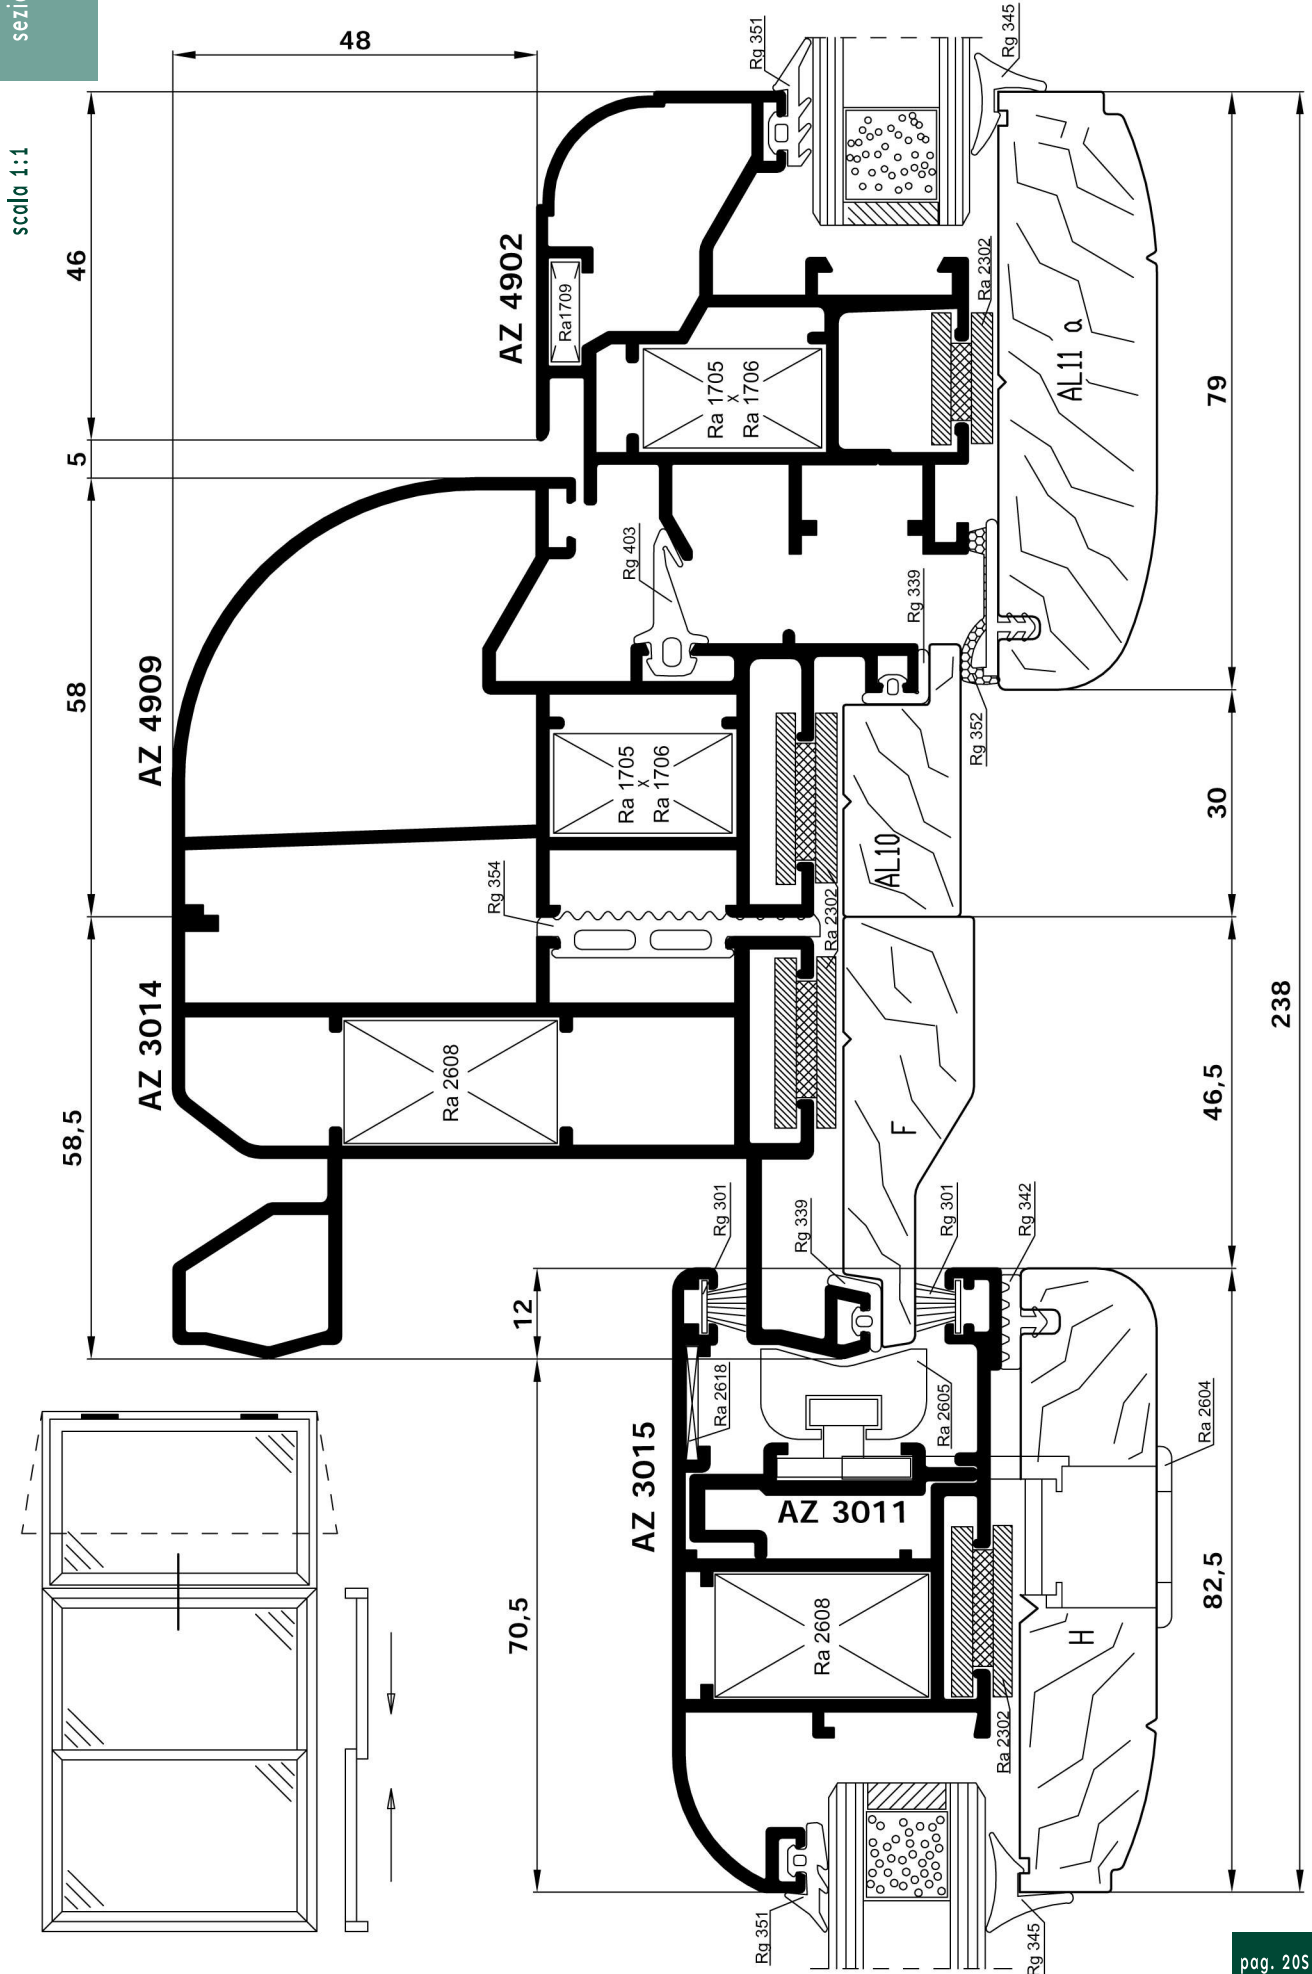 sezi
scala 1:1
48
46
5
58
58,5
12
70,5
79
30
46,5
82,5
238
AZ 4902
AZ 4909
AZ 3014
AZ 3015
AZ 3011
Rg 351
Rg 345
Ra1709
Ra 2302
Ra 1705
x
Ra 1706
AL11 a
Rg 403
Rg 339
Rg 352
Ra 1705
x
Ra 1706
AL10
Rg 354
Ra 2302
Ra 2608
F
Rg 301
Rg 339
Rg 301
Rg 342
Ra 2618
Ra 2605
Ra 2604
Ra 2608
H
Ra 2302
Rg 351
Rg 345
pag. 20S